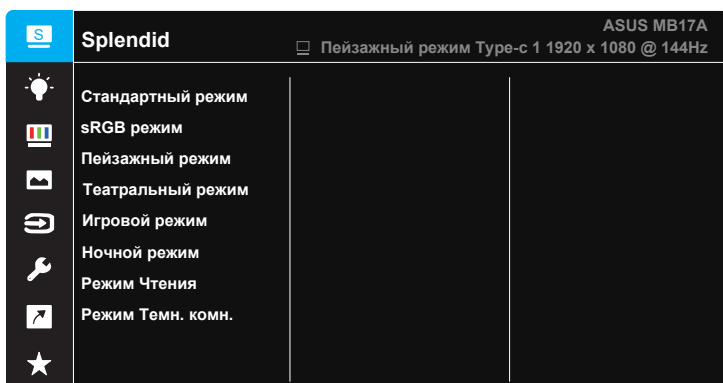 S
Splendid
ASUS MB17A
Пейзажный режим Type-c 1 1920 x 1080 @ 144Hz
Стандартный режим
sRGB режим
Пейзажный режим
Театральный режим
Игровой режим
Ночной режим
Режим Чтения
Режим Темн. комн.